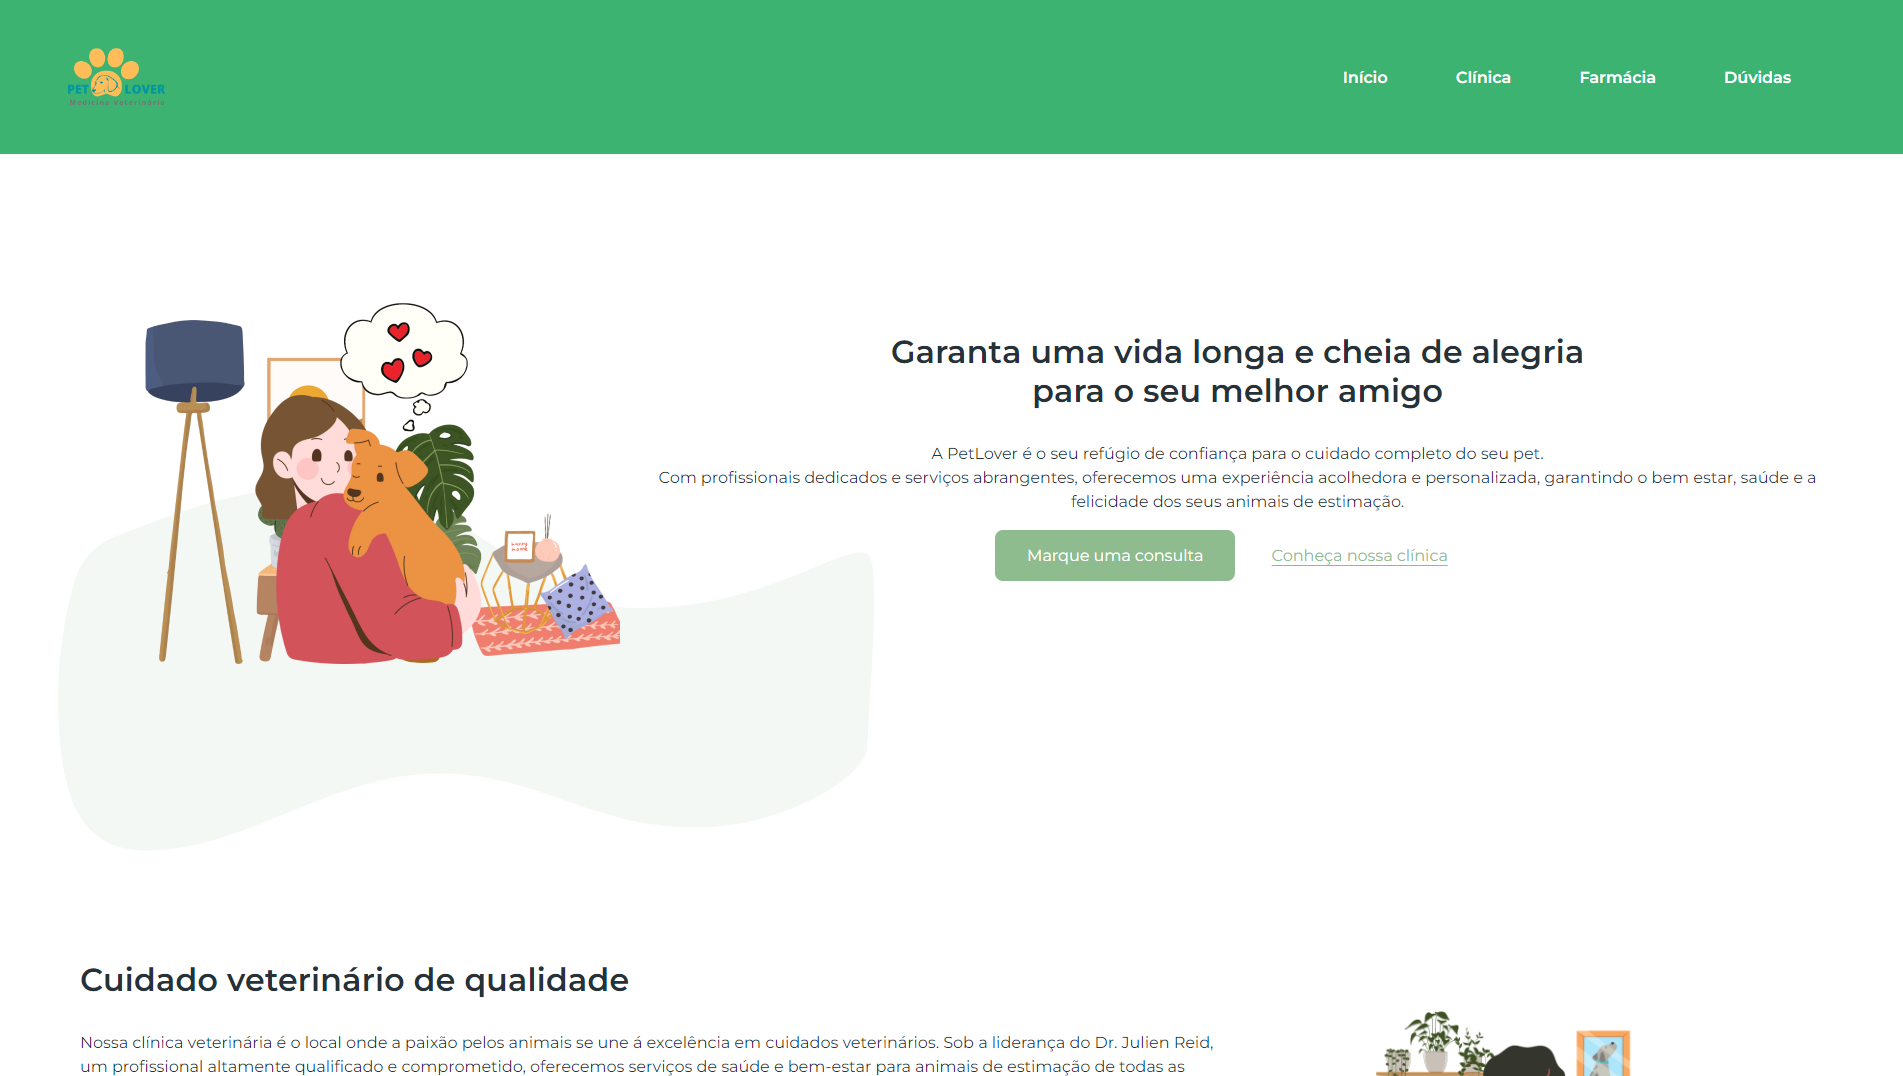 PET LOVER
Medicina Veterinária
Início Clínica Farmácia Dúvidas
Garanta uma vida longa e cheia de alegria
para o seu melhor amigo
A PetLover é o seu refúgio de confiança para o cuidado completo do seu pet.
Com profissionais dedicados e serviços abrangentes, oferecemos uma experiência acolhedora e personalizada, garantindo o bem estar, saúde e a
felicidade dos seus animais de estimação.
happy
home
Marque uma consulta Conheça nossa clínica
Cuidado veterinário de qualidade
Nossa clínica veterinária é o local onde a paixão pelos animais se une á excelência em cuidados veterinários. Sob a liderança do Dr. Julien Reid,
um profissional altamente qualificado e comprometido, oferecemos serviços de saúde e bem-estar para animais de estimação de todas as